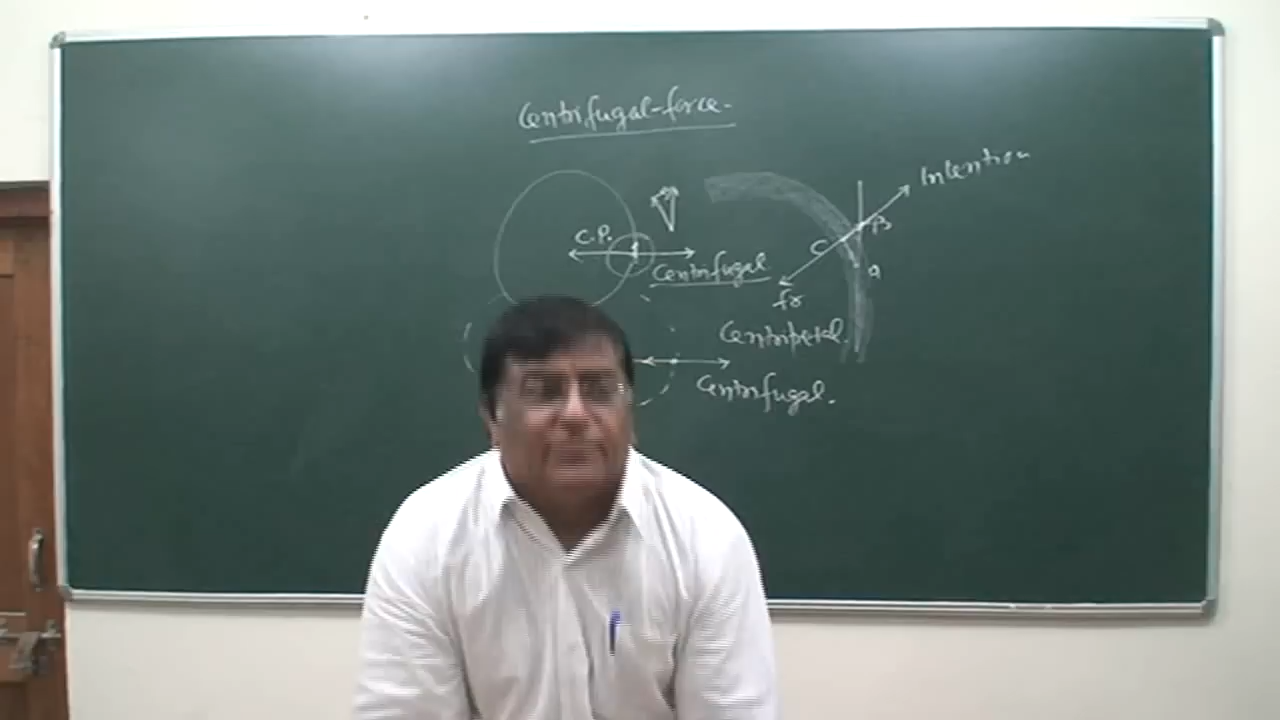 Centrifugal-force.
Intention
B
C.P.
C
Centrifugal
a
fr
Centripetal.
Centrifugal.